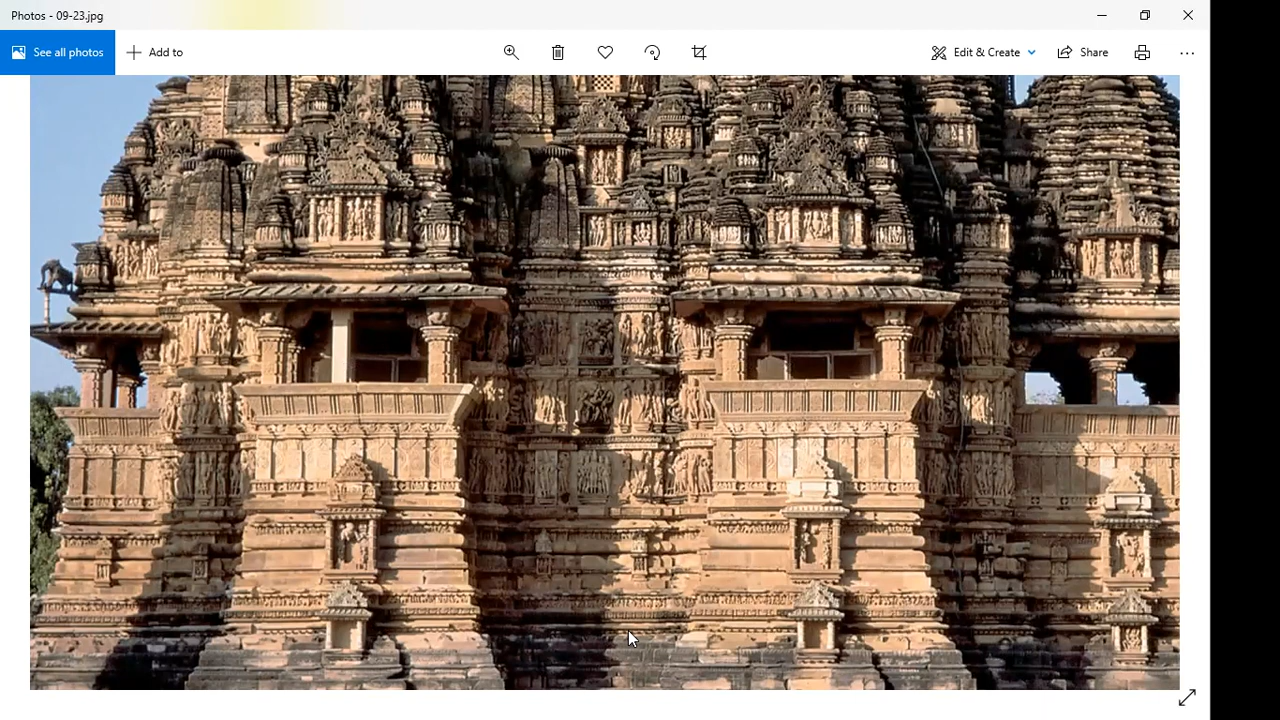 Photos - 09-23.jpg
See all photos
Add to
Edit & Create
Share